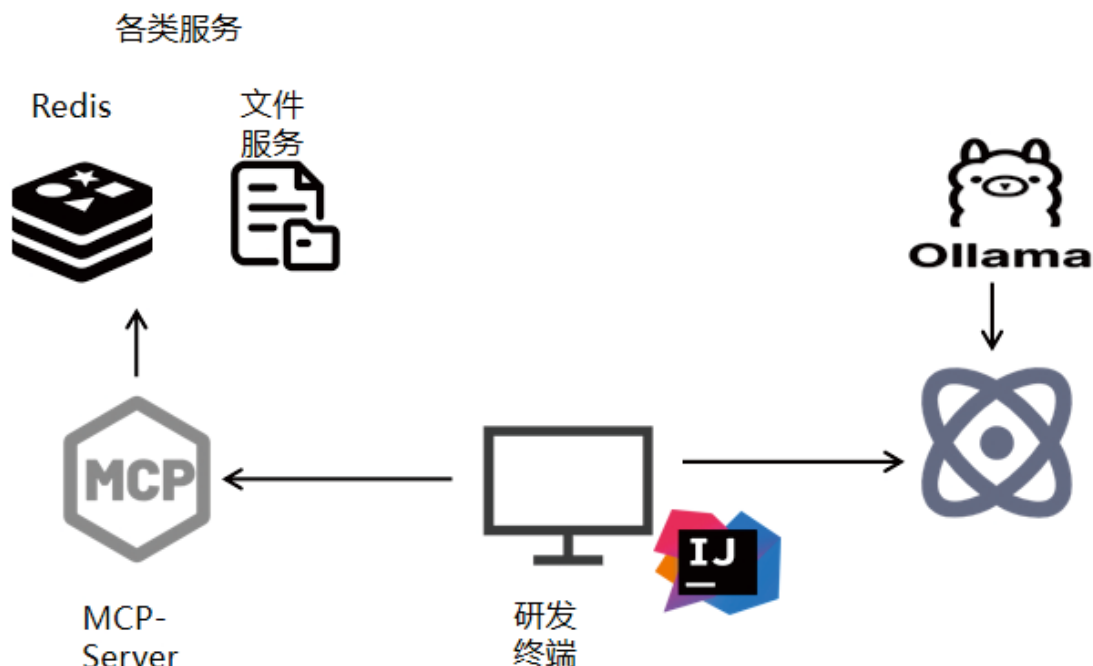 各类服务
Redis
文件
服务
Ollama
MCP
IJ
MCP-
Server
研发
终端